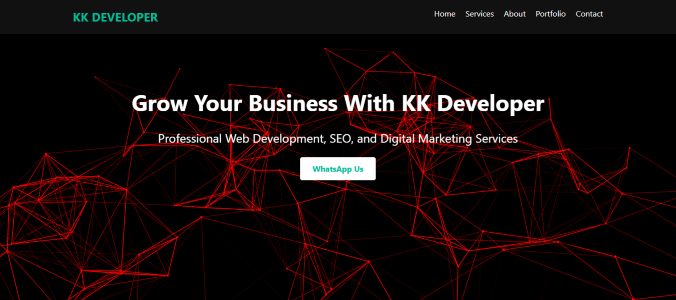 KK DEVELOPER
Home Services About Portfolio Contact
Grow Your Business With KK Developer
Professional Web Development, SEO, and Digital Marketing Services
WhatsApp Us